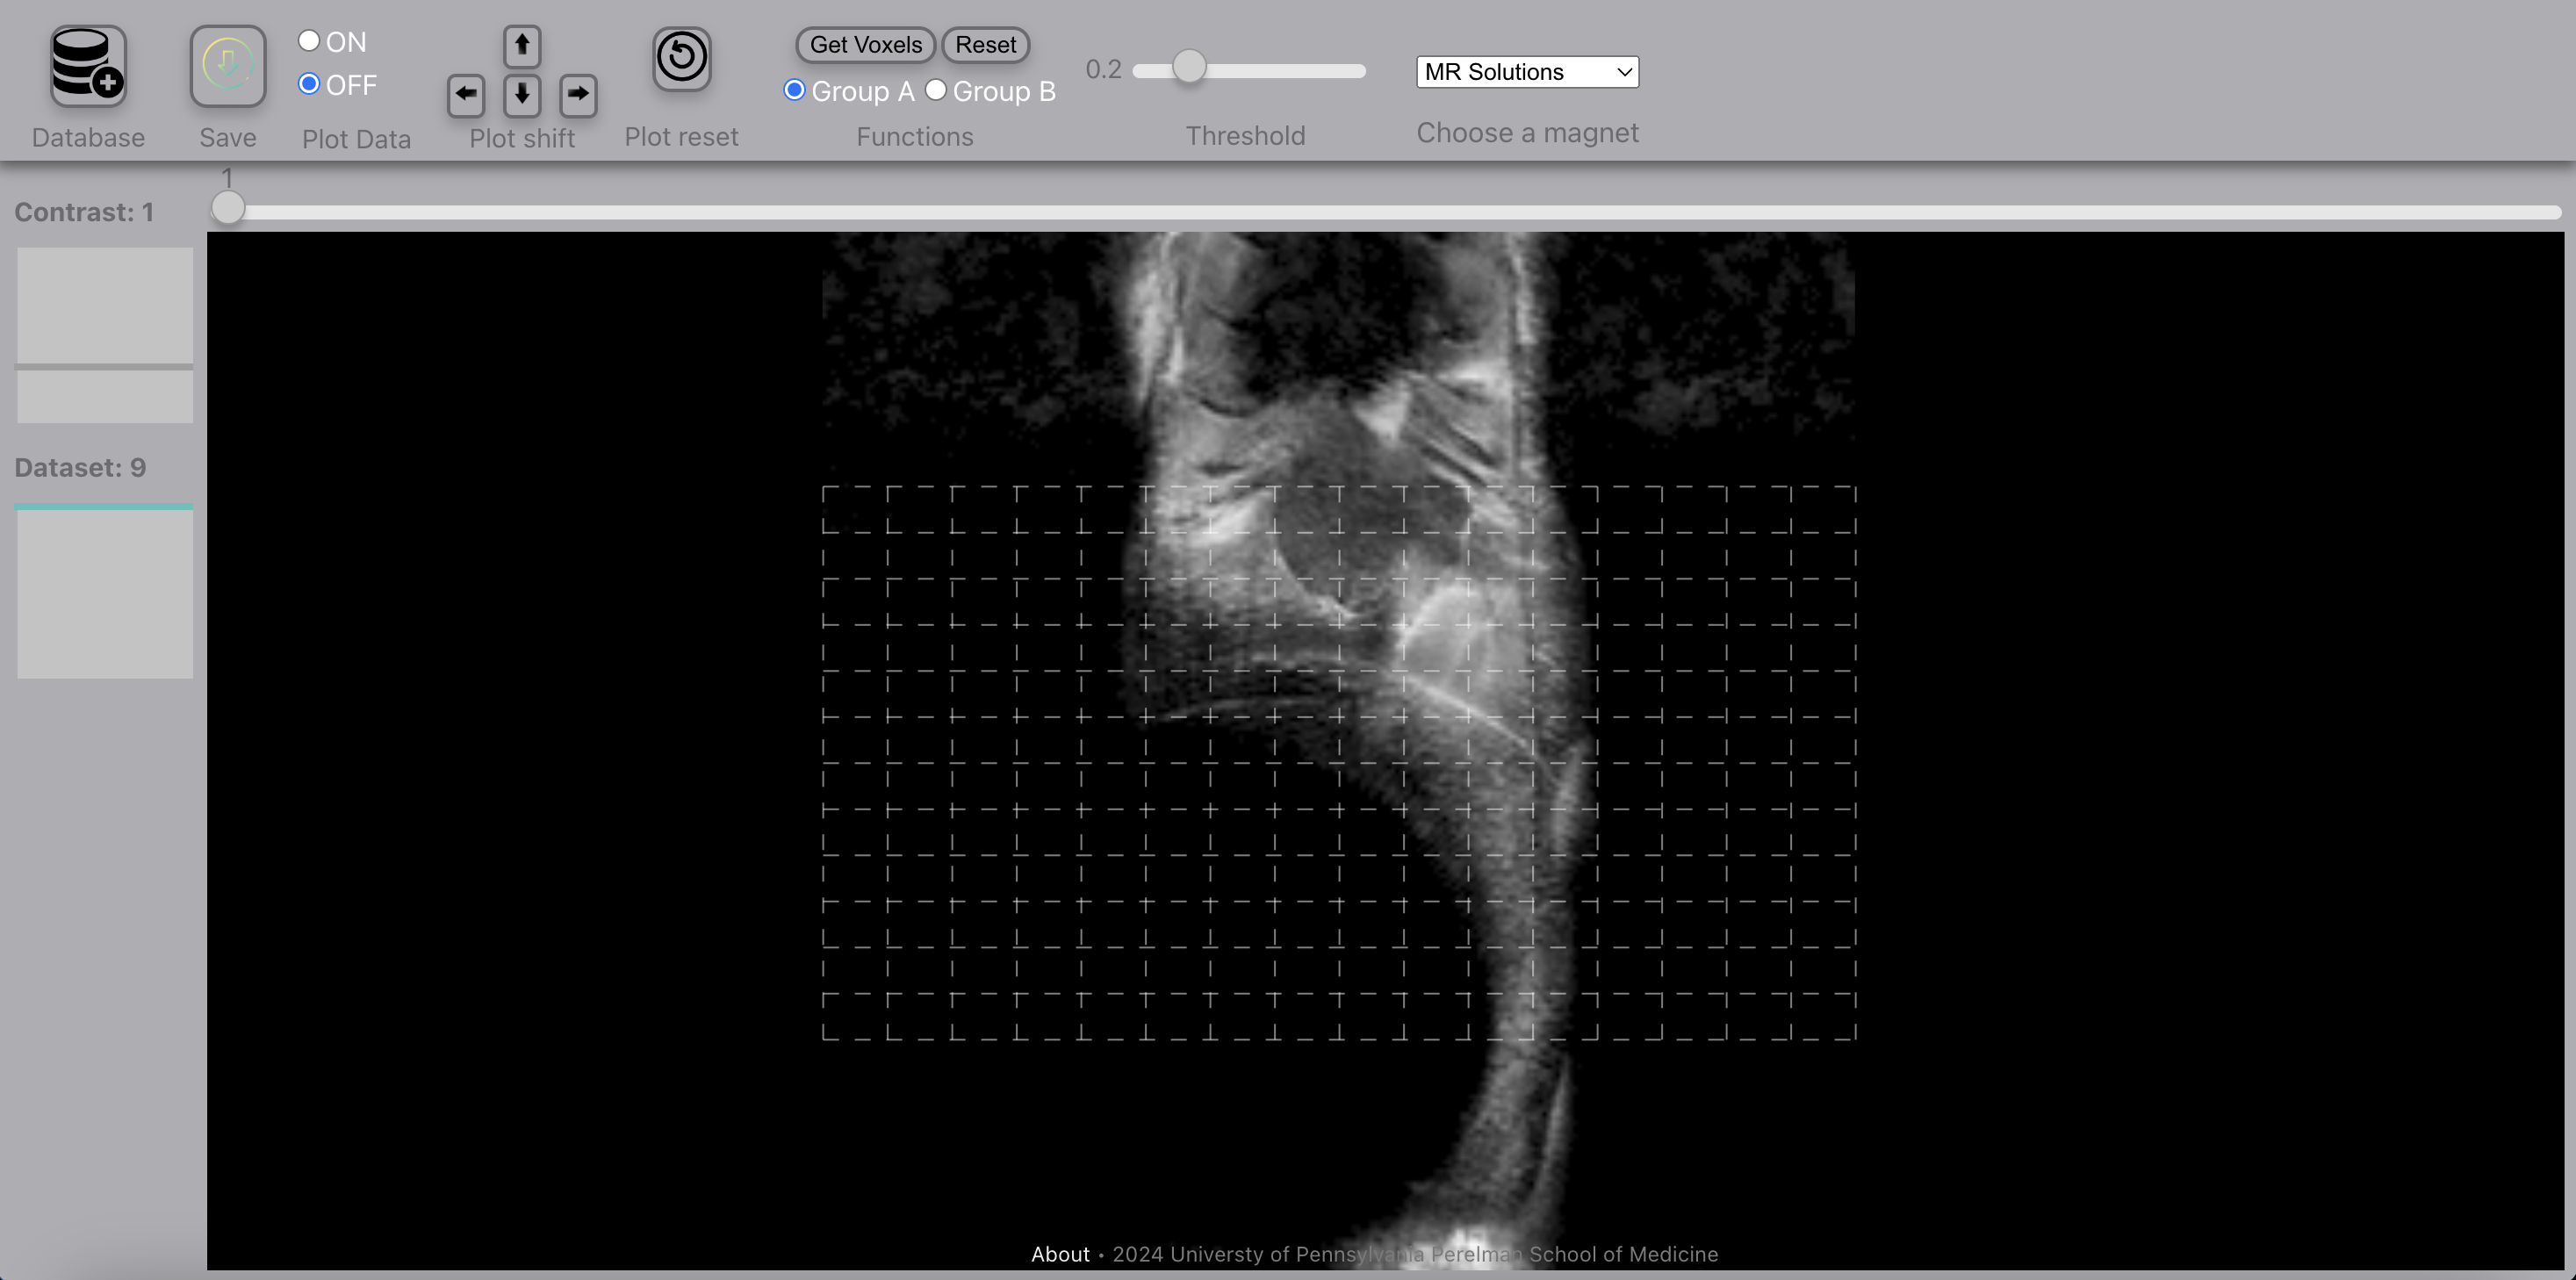 Database
Save
ON
OFF
Plot Data
Plot shift
Plot reset
Get Voxels Reset
Group A Group B
Functions
0.2
Threshold
MR Solutions
Choose a magnet
1
Contrast: 1
Dataset: 9
About • 2024 Universty of Pennsylvania Perelman School of Medicine